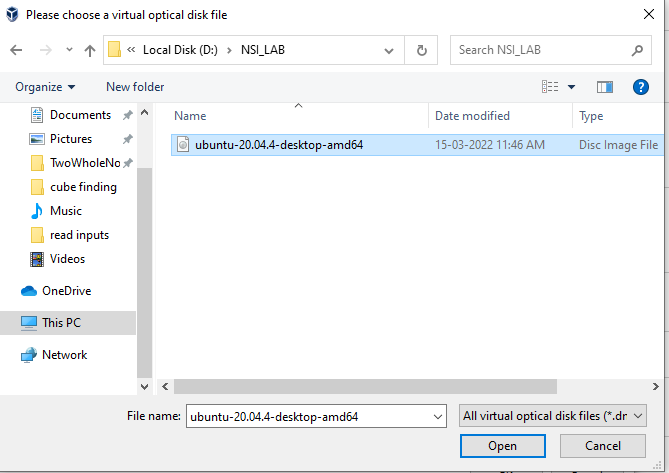 Please choose a virtual optical disk file
« Local Disk (D:) > NSI_LAB
Search NSI_LAB
Organize
New folder
?
Name
Date modified
Type
Documents
Pictures
TwoWholeNo
cube finding
Music
read inputs
Videos
OneDrive
This PC
Network
ubuntu-20.04.4-desktop-amd64
15-03-2022 11:46 AM
Disc Image File
File name:
ubuntu-20.04.4-desktop-amd64
All virtual optical disk files (*.dr
Open
Cancel